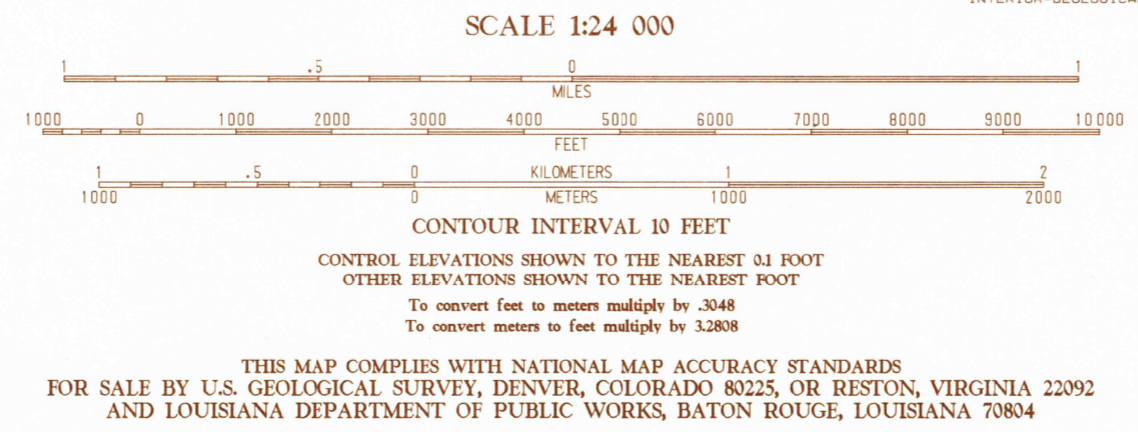 INTERIOR-GEOLOGICAL
SCALE 1:24 000
1 .5 0 1
MILES
1000 0 1000 2000 3000 4000 5000 6000 7000 8000 9000 10 000
FEET
1 .5 0 KILOMETERS 1 2
1000 0 METERS 1000 2000
CONTOUR INTERVAL 10 FEET
CONTROL ELEVATIONS SHOWN TO THE NEAREST 0.1 FOOT
OTHER ELEVATIONS SHOWN TO THE NEAREST FOOT
To convert feet to meters multiply by .3048
To convert meters to feet multiply by 3.2808
THIS MAP COMPLIES WITH NATIONAL MAP ACCURACY STANDARDS
FOR SALE BY U.S. GEOLOGICAL SURVEY, DENVER, COLORADO 80225, OR RESTON, VIRGINIA 22092
AND LOUISIANA DEPARTMENT OF PUBLIC WORKS, BATON ROUGE, LOUISIANA 70804